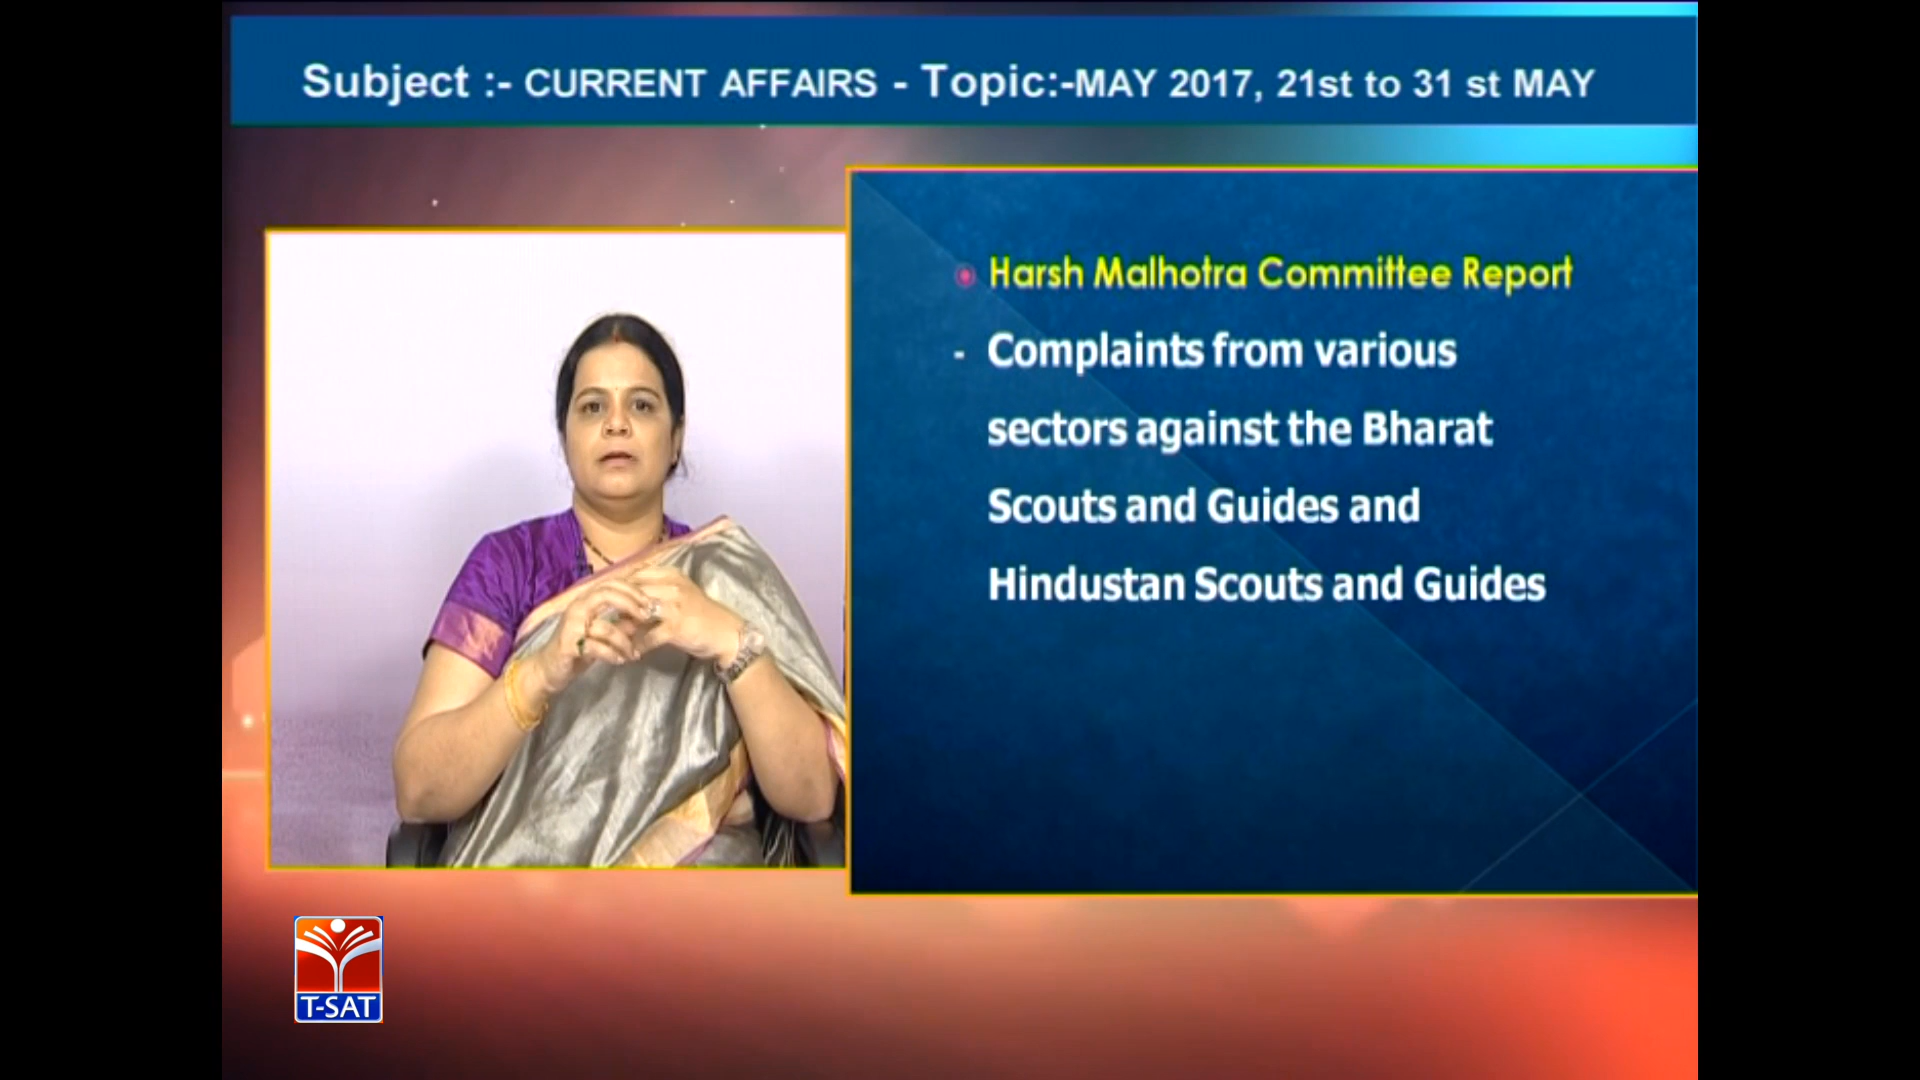 Subject :- CURRENT AFFAIRS - Topic:-MAY 2017, 21st to 31 st MAY
Harsh Malhotra Committee Report
- Complaints from various
sectors against the Bharat
Scouts and Guides and
Hindustan Scouts and Guides
T-SAT